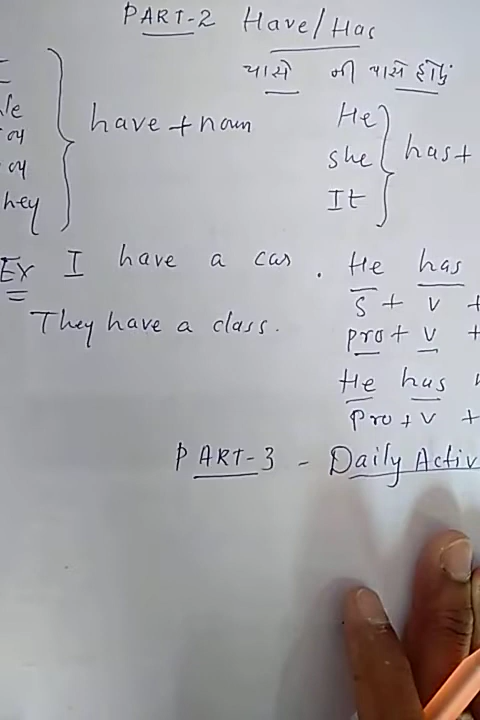 PART-2 Have/Has
पासे
have + noun
He
she
It
has +
Ex I have a car .
They have a class.
He has
S + V +
pro + V +
He has
Pro + V +
PART-3 - Daily Activ